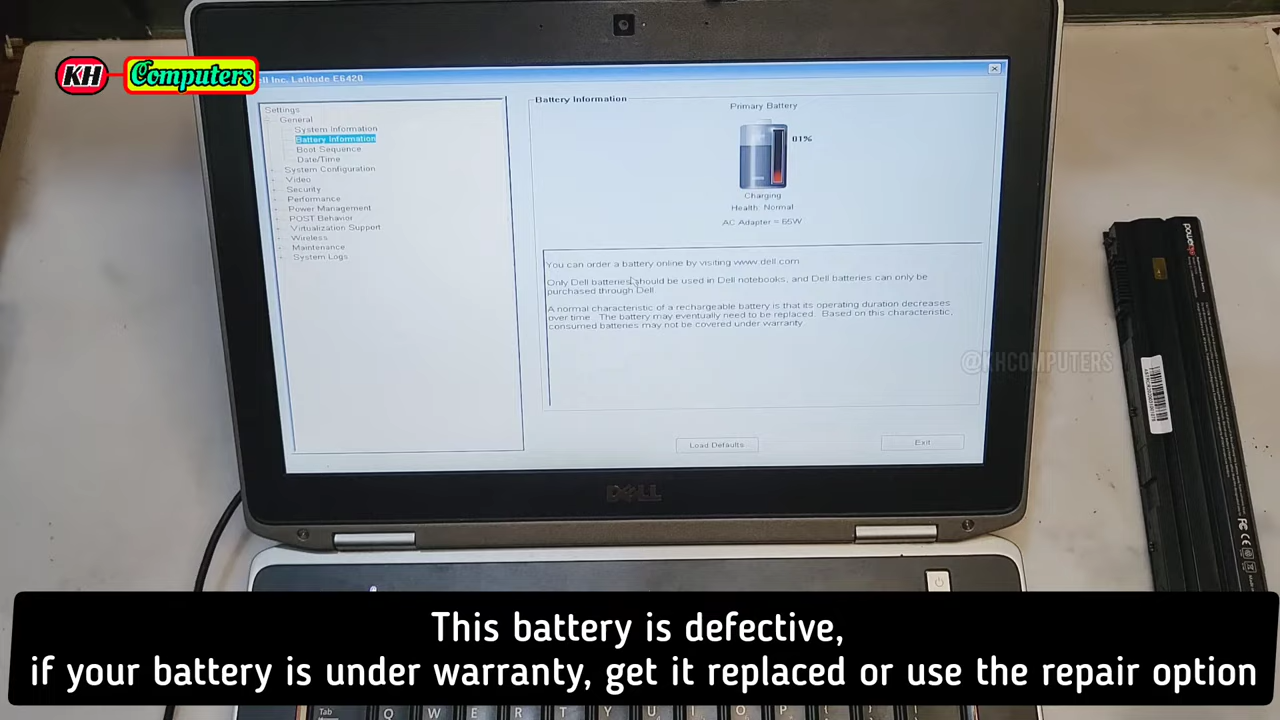 KH Computers
Dell Inc. Latitude E6420
Settings
General
System Information
Battery Information
Boot Sequence
Date/Time
System Configuration
Video
Security
Performance
Power Management
POST Behavior
Virtualization Support
Wireless
Maintenance
System Logs
Battery Information
Primary Battery
01%
Charging
Health: Normal
AC Adapter = 65W
You can order a battery online by visiting www.dell.com
Only Dell batteries should be used in Dell notebooks, and Dell batteries can only be
purchased through Dell
A normal characteristic of a rechargeable battery is that its operating duration decreases
over time. The battery may eventually need to be replaced. Based on this characteristic,
consumed batteries may not be covered under warranty
Load Defaults
Exit
DELL
@KHCOMPUTERS
FC CE
This battery is defective,
if your battery is under warranty, get it replaced or use the repair option
Tab
Q W E R T Y U I O P